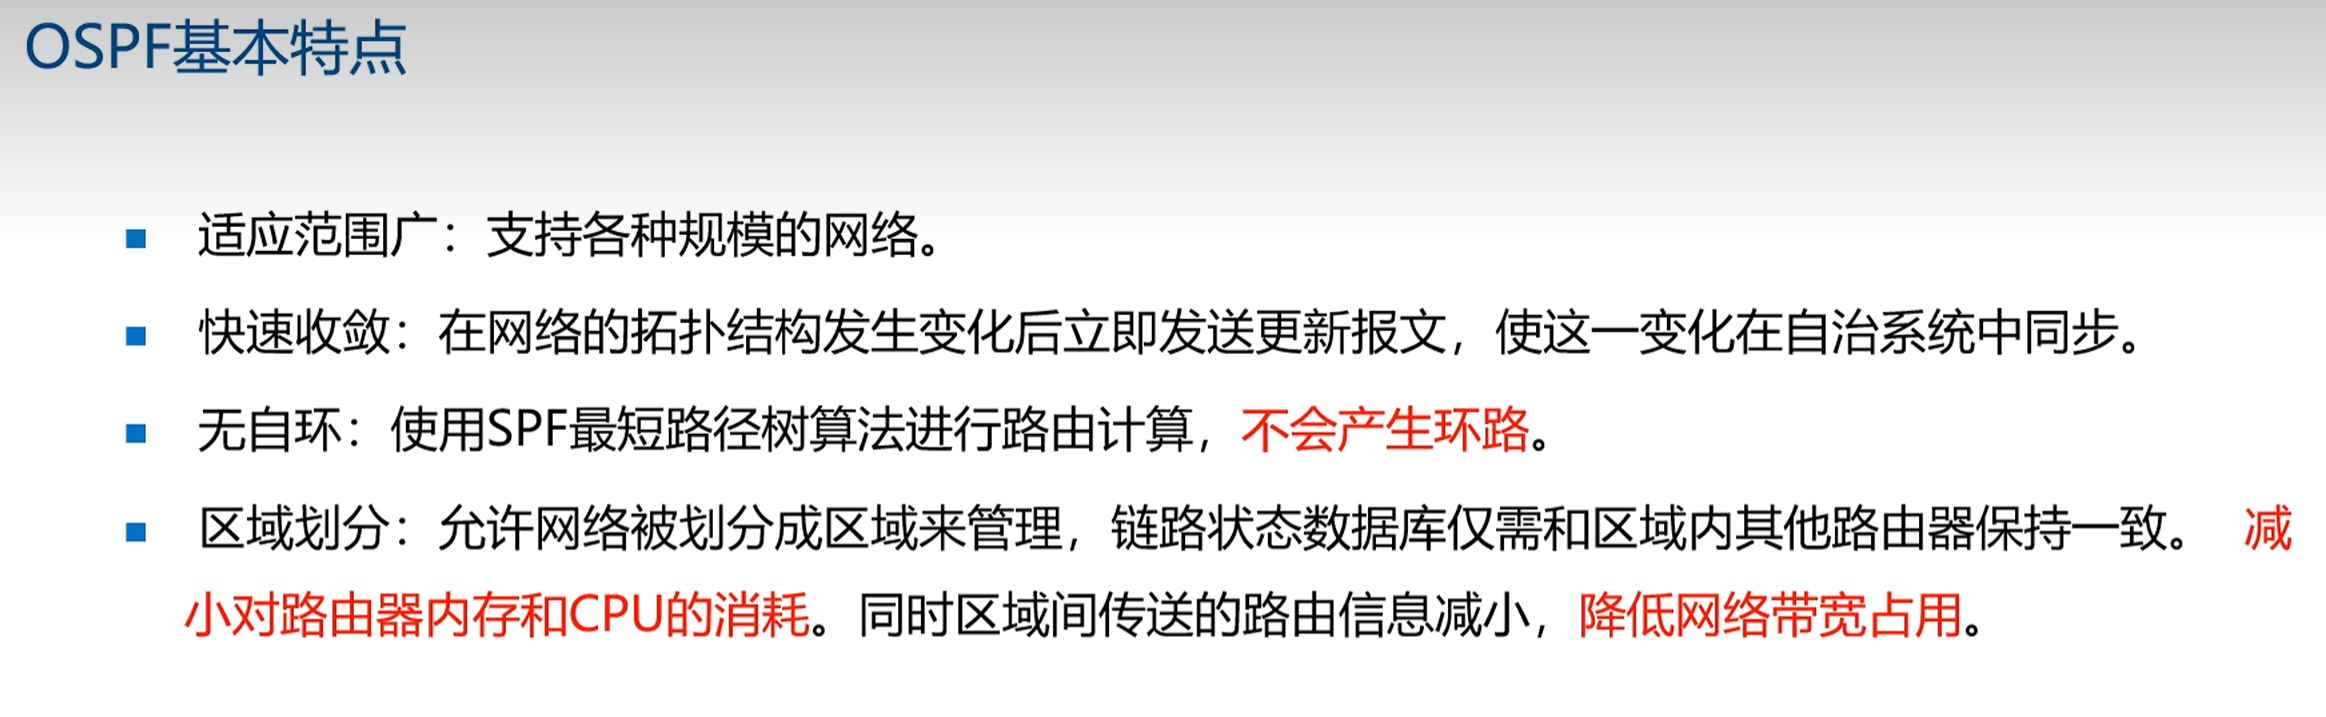 OSPF基本特点
适应范围广：支持各种规模的网络。
快速收敛：在网络的拓扑结构发生变化后立即发送更新报文，使这一变化在自治系统中同步。
无自环：使用SPF最短路径树算法进行路由计算，不会产生环路。
区域划分：允许网络被划分成区域来管理，链路状态数据库仅需和区域内其他路由器保持一致。 减
小对路由器内存和CPU的消耗。同时区域间传送的路由信息减小，降低网络带宽占用。